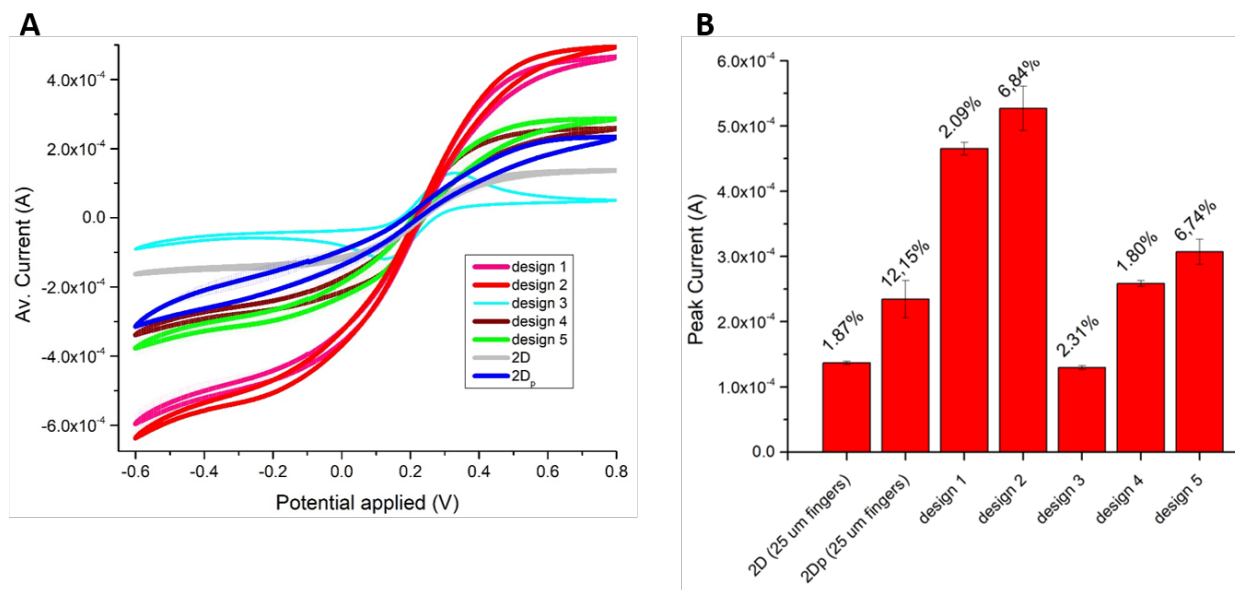 A
B
Av. Current (A)
4.0x10⁻⁴
2.0x10⁻⁴
0.0
-2.0x10⁻⁴
-4.0x10⁻⁴
-6.0x10⁻⁴
design 1
design 2
design 3
design 4
design 5
2D
2Dₚ
-0.6 -0.4 -0.2 0.0 0.2 0.4 0.6 0.8
Potential applied (V)
Peak Current (A)
6.0x10⁻⁴
5.0x10⁻⁴
4.0x10⁻⁴
3.0x10⁻⁴
2.0x10⁻⁴
1.0x10⁻⁴
0.0
1.87%
12,15%
2.09%
6,84%
2.31%
1.80%
6,74%
2D (25 um fingers)
2Dp (25 um fingers)
design 1
design 2
design 3
design 4
design 5